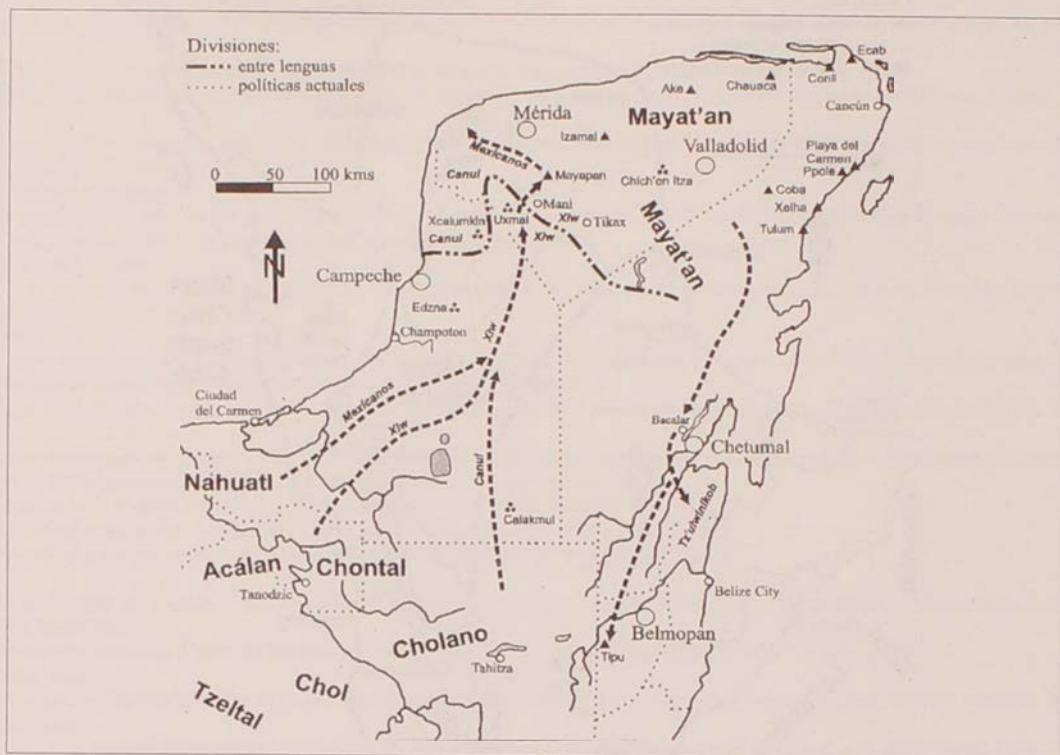 Divisiones:
entre lenguas
políticas actuales
0 50 100 kms
N
Ecab
Conil
Chauaca
Ake
Cancún
Mérida
Mayat'an
Izamal
Valladolid
Playa del
Carmen
Ppole
Mexicanos
Canul
Mayapan
Chich'en Itza
Coba
Xelha
Mani
Xcalumkin
Uxmal
Xiw
Tikax
Tulum
Canul
Xiw
Mayat'an
Campeche
Edzna
Xiw
Champoton
Ciudad
del Carmen
Mexicanos
Xiw
Bacalar
Chetumal
Nahuatl
Canul
Calakmul
Tz'utwinikob
Acálan
Chontal
Tanodzic
Belize City
Cholano
Belmopan
Tahitza
Tipu
Chol
Tzeltal